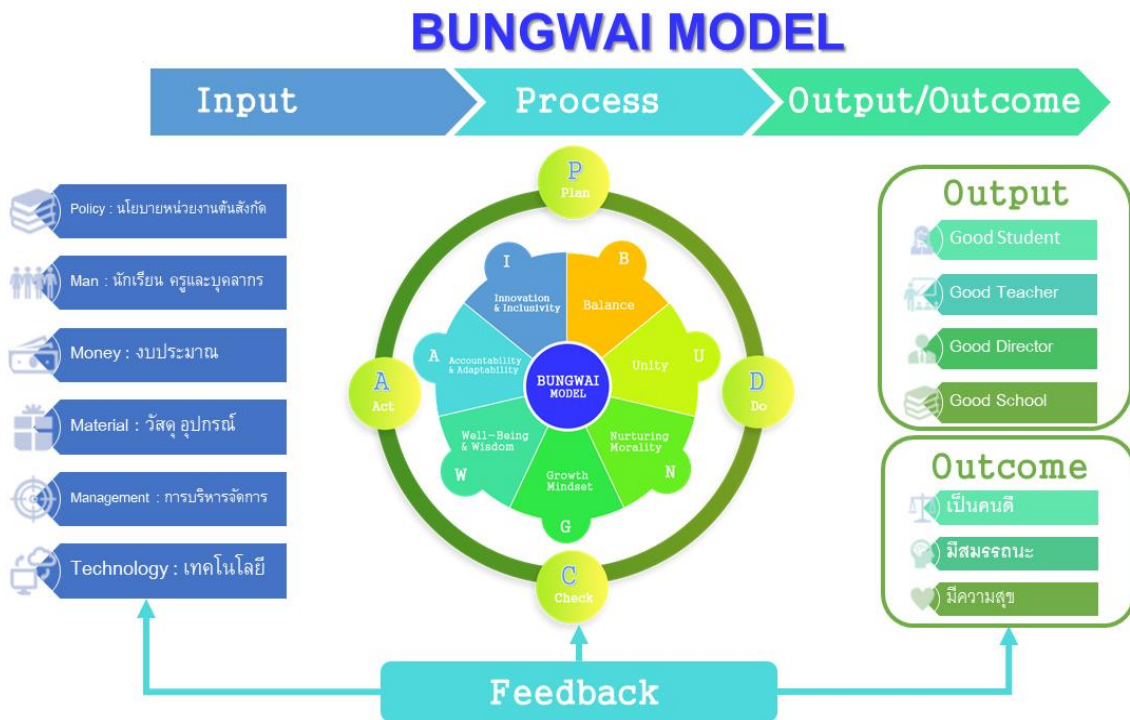 BUNGWAI MODEL
Input
Process
Output/Outcome
Policy : นโยบายหน่วยงานต้นสังกัด
Man : นักเรียน ครูและบุคลากร
Money : งบประมาณ
Material : วัสดุ อุปกรณ์
Management : การบริหารจัดการ
Technology : เทคโนโลยี
P
Plan
D
Do
C
Check
A
Act
B
Balance
U
Unity
N
Nurturing
Morality
G
Growth
Mindset
W
Well-Being
& Wisdom
A
Accountability
& Adaptability
I
Innovation
& Inclusivity
BUNGWAI
MODEL
Output
Good Student
Good Teacher
Good Director
Good School
Outcome
เป็นคนดี
มีสมรรถนะ
มีความสุข
Feedback